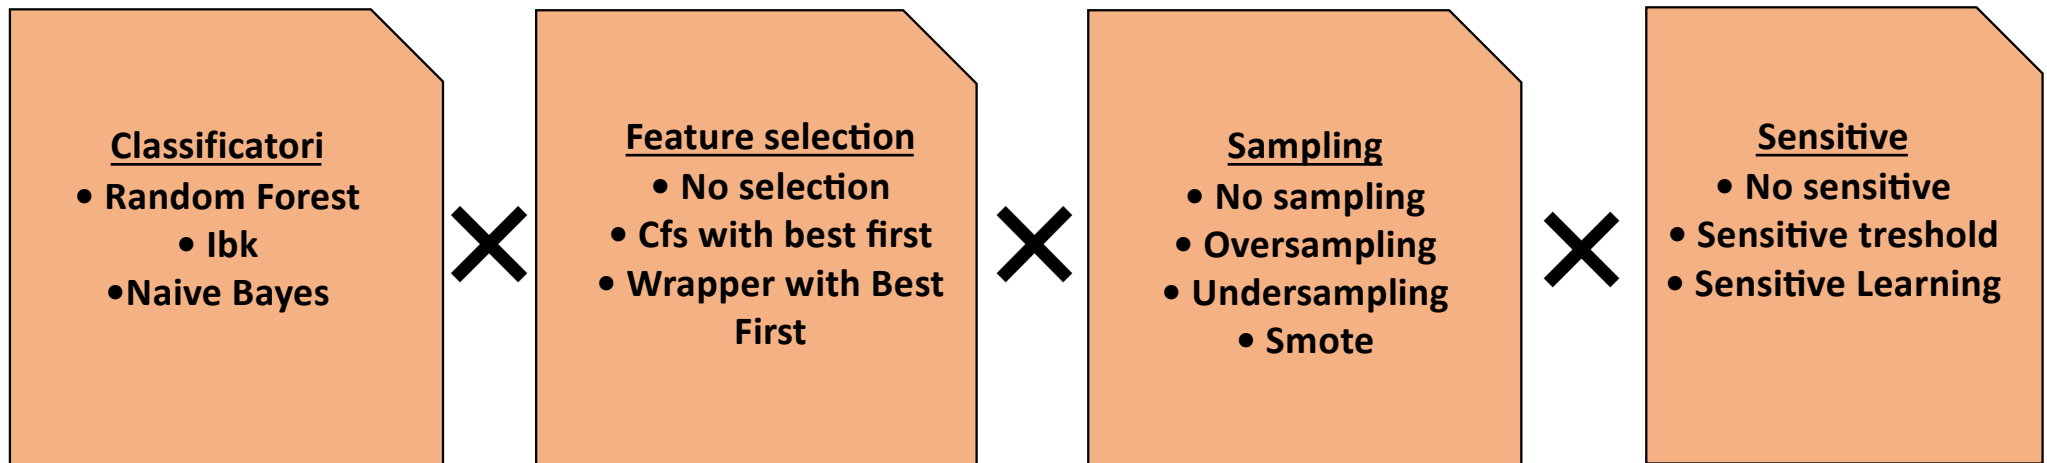 Classificatori
• Random Forest
• Ibk
•Naive Bayes
Feature selection
• No selection
• Cfs with best first
• Wrapper with Best
First
Sampling
• No sampling
• Oversampling
• Undersampling
• Smote
Sensitive
• No sensitive
• Sensitive treshold
• Sensitive Learning